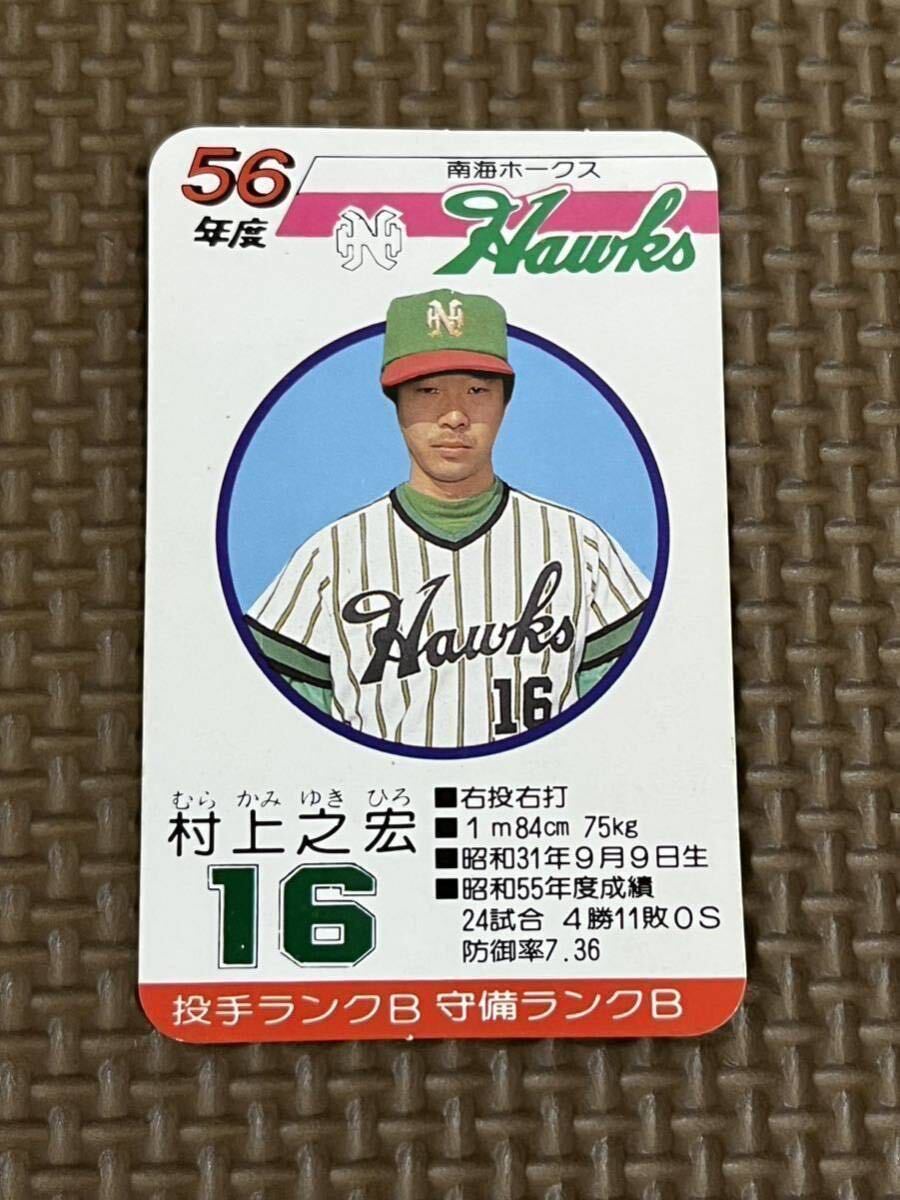 56
年度
南海ホークス
Hawks
NH
NH
Hawks
16
むら かみ ゆき ひろ
村上之宏
16
■右投右打
■1m84cm 75kg
■昭和31年9月9日生
■昭和55年度成績
24試合 4勝11敗0S
防御率7.36
投手ランクB 守備ランクB